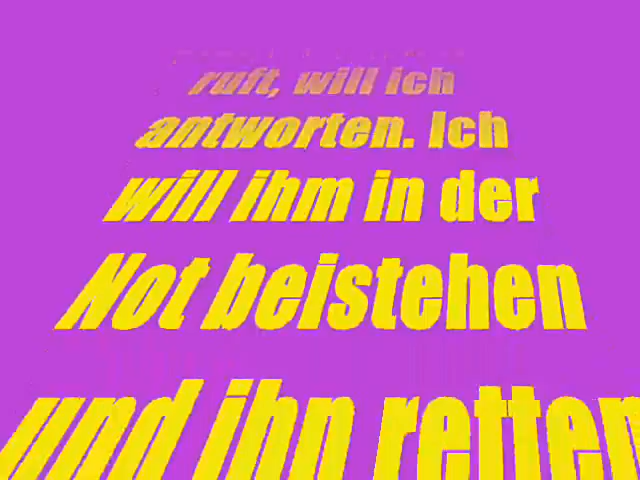 ruft, will ich
antworten. Ich
will ihm in der
Not beistehen
und ihn retten